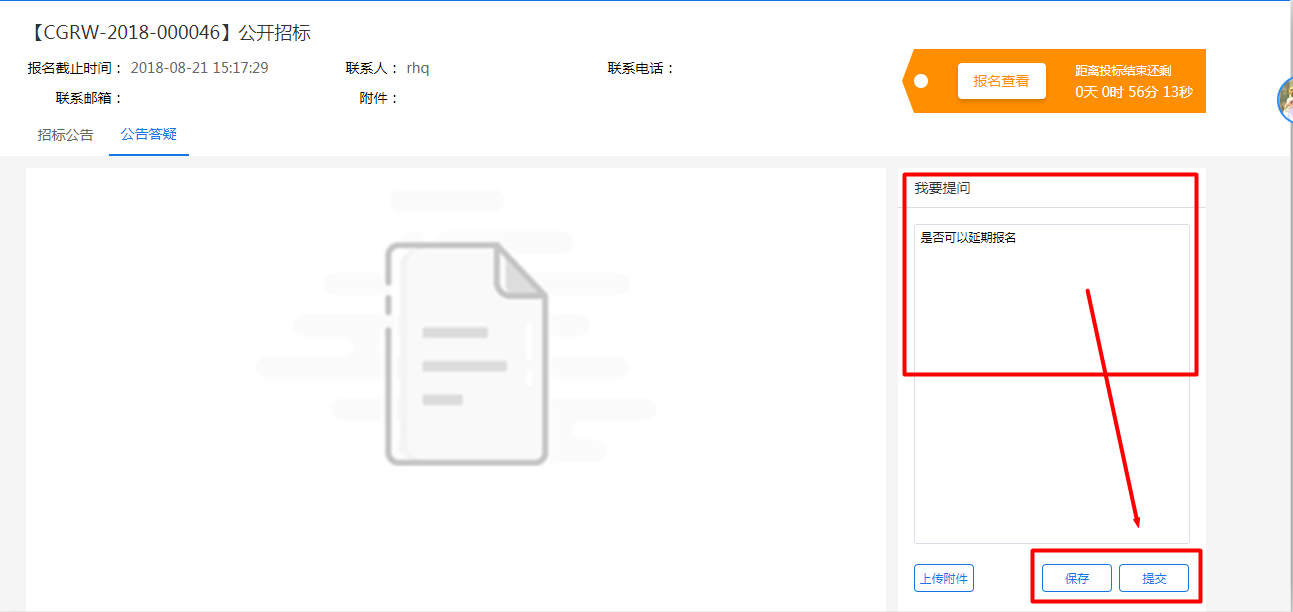 【CGRW-2018-000046】公开招标
报名截止时间： 2018-08-21 15:17:29 联系人： rhq 联系电话：
联系邮箱： 附件：
报名查看
距离投标结束还剩
0天 0时 56分 13秒
招标公告 公告答疑
我要提问
是否可以延期报名
上传附件 保存 提交